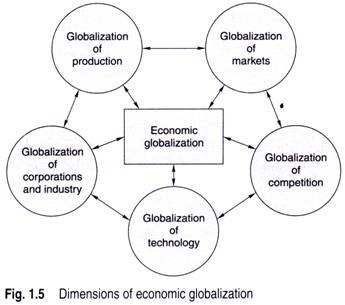 Globalization
of
production
Globalization
of
markets
Economic
globalization
Globalization
of
corporations
and industry
Globalization
of
competition
Globalization
of
technology
Fig. 1.5 Dimensions of economic globalization